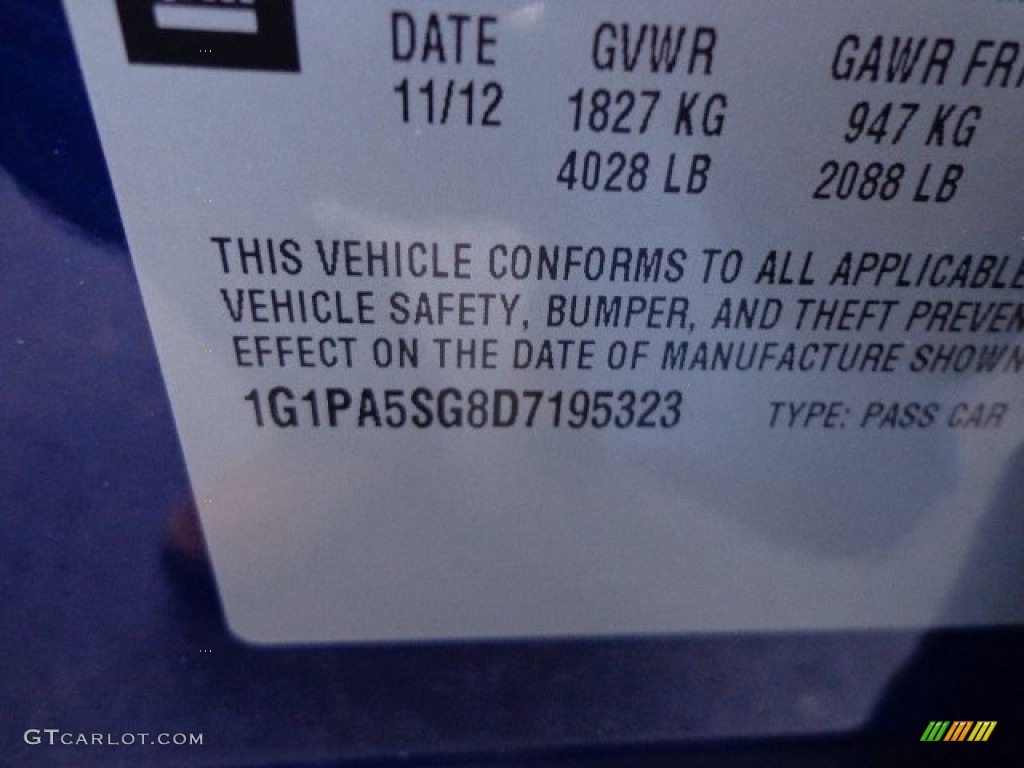 DATE GVWR GAWR FR
11/12 1827 KG 947 KG
4028 LB 2088 LB
THIS VEHICLE CONFORMS TO ALL APPLICABLE
VEHICLE SAFETY, BUMPER, AND THEFT PREVEN
EFFECT ON THE DATE OF MANUFACTURE SHOWN
1G1PA5SG8D7195323 TYPE: PASS CAR
GTCARLOT.COM